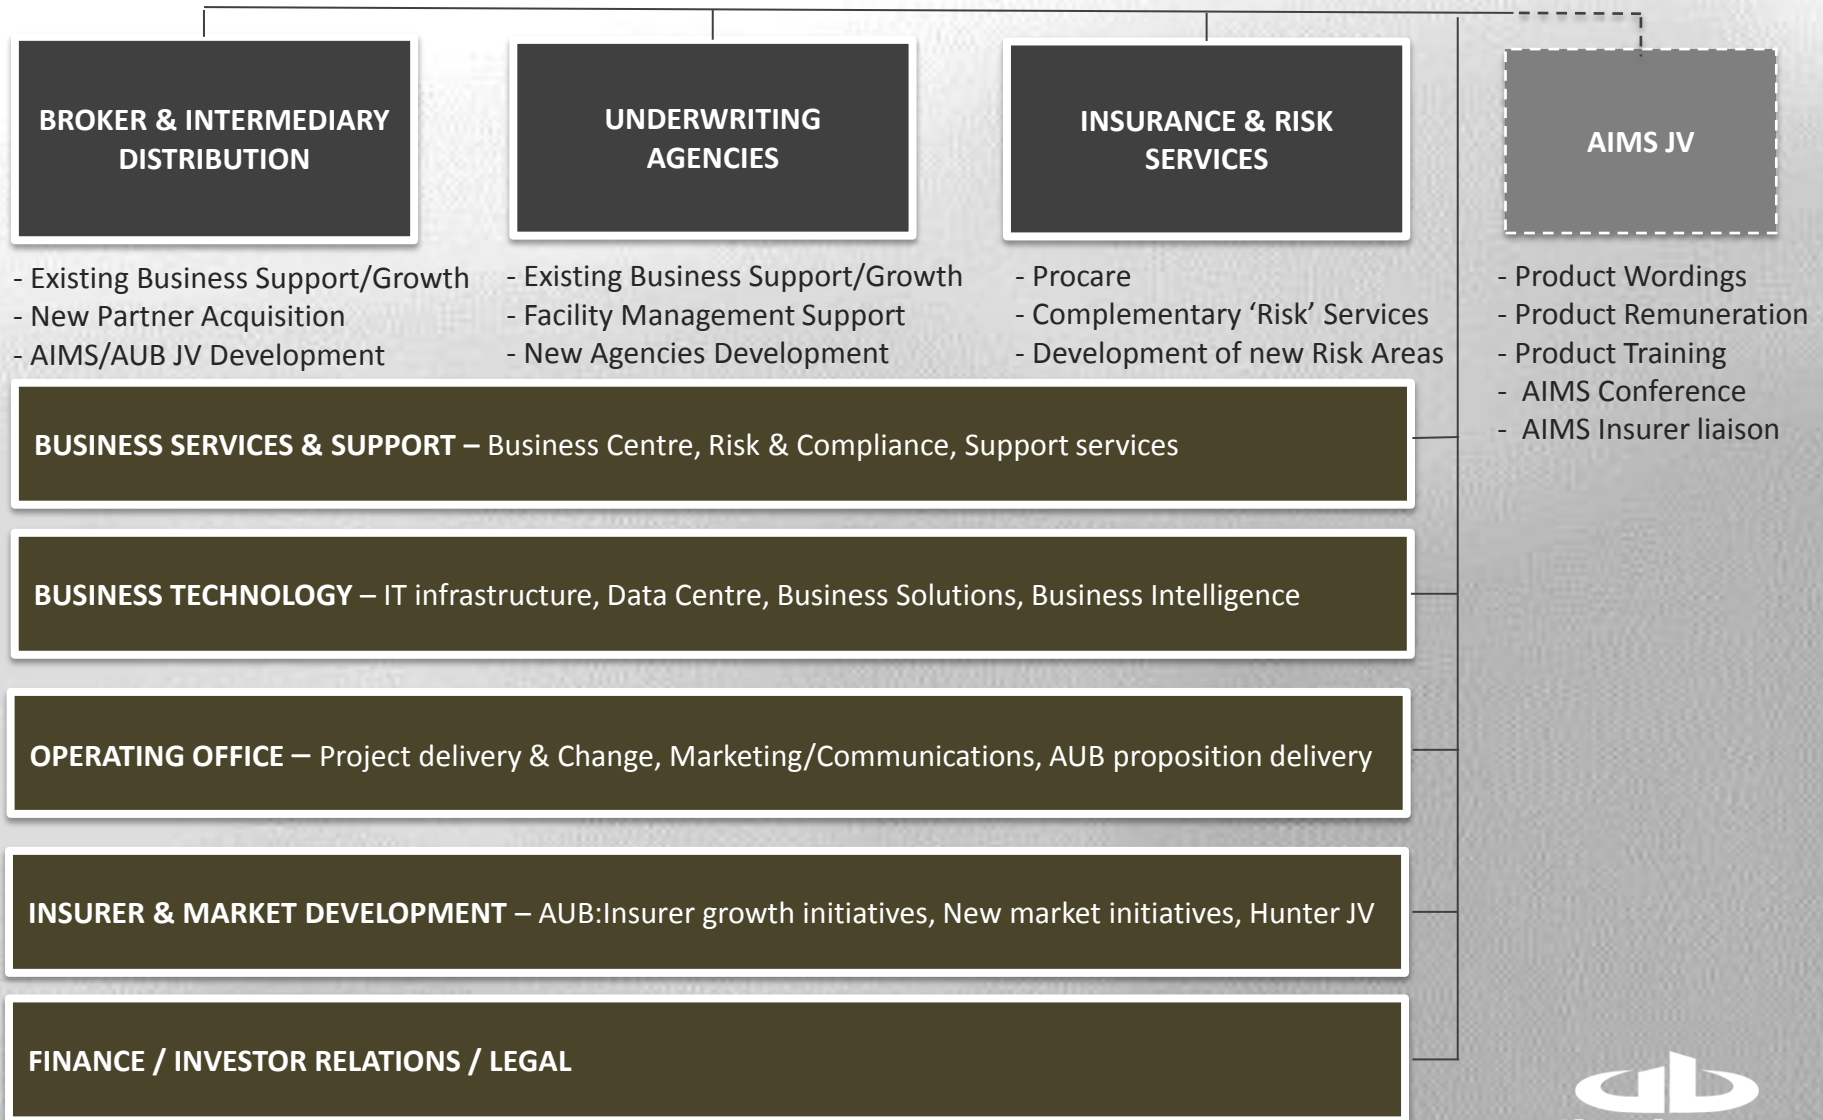 BROKER & INTERMEDIARY
DISTRIBUTION
UNDERWRITING
AGENCIES
INSURANCE & RISK
SERVICES
AIMS JV
- Existing Business Support/Growth
- New Partner Acquisition
- AIMS/AUB JV Development
- Existing Business Support/Growth
- Facility Management Support
- New Agencies Development
- Procare
- Complementary ‘Risk’ Services
- Development of new Risk Areas
- Product Wordings
- Product Remuneration
- Product Training
- AIMS Conference
- AIMS Insurer liaison
BUSINESS SERVICES & SUPPORT – Business Centre, Risk & Compliance, Support services
BUSINESS TECHNOLOGY – IT infrastructure, Data Centre, Business Solutions, Business Intelligence
OPERATING OFFICE – Project delivery & Change, Marketing/Communications, AUB proposition delivery
INSURER & MARKET DEVELOPMENT – AUB:Insurer growth initiatives, New market initiatives, Hunter JV
FINANCE / INVESTOR RELATIONS / LEGAL